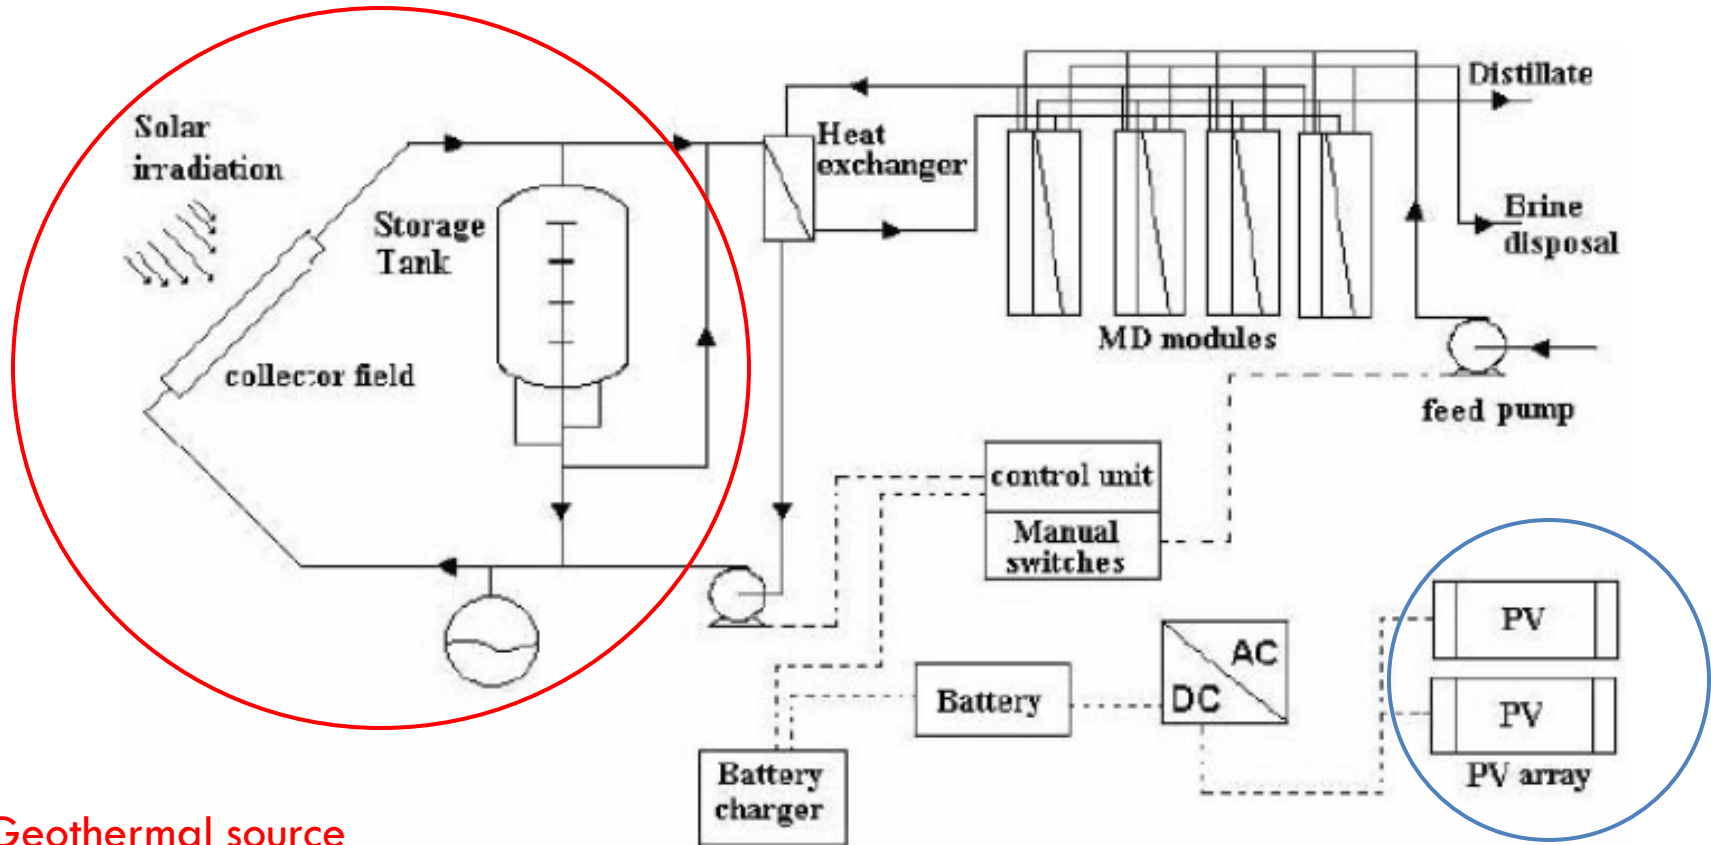 Solar
irradiation
Storage
Tank
collector field
Heat
exchanger
Distillate
Brine
disposal
MD modules
feed pump
control unit
Manual
switches
AC
DC
Battery
Battery
charger
PV
PV
PV array
Geothermal source